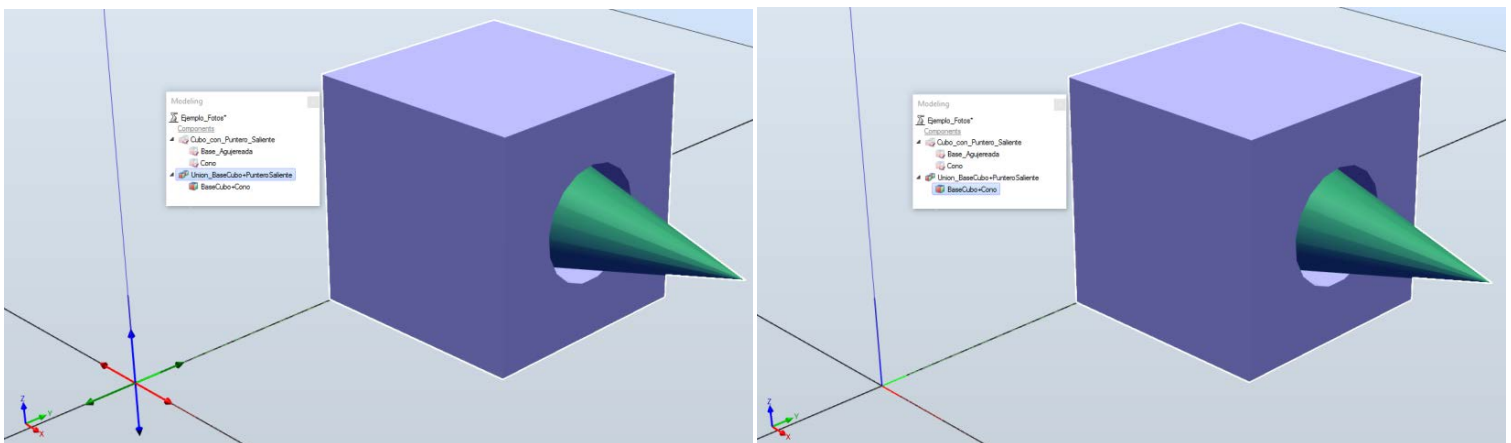 Modeling
Ejemplo_Fotos*
Components
Cubo_con_Puntero_Saliente
Base_Agujereada
Cono
Union_BaseCubo+PunteroSaliente
BaseCubo+Cono
Z
Y
X
Modeling
Ejemplo_Fotos*
Components
Cubo_con_Puntero_Saliente
Base_Agujereada
Cono
Union_BaseCubo+PunteroSaliente
BaseCubo+Cono
Z
Y
X